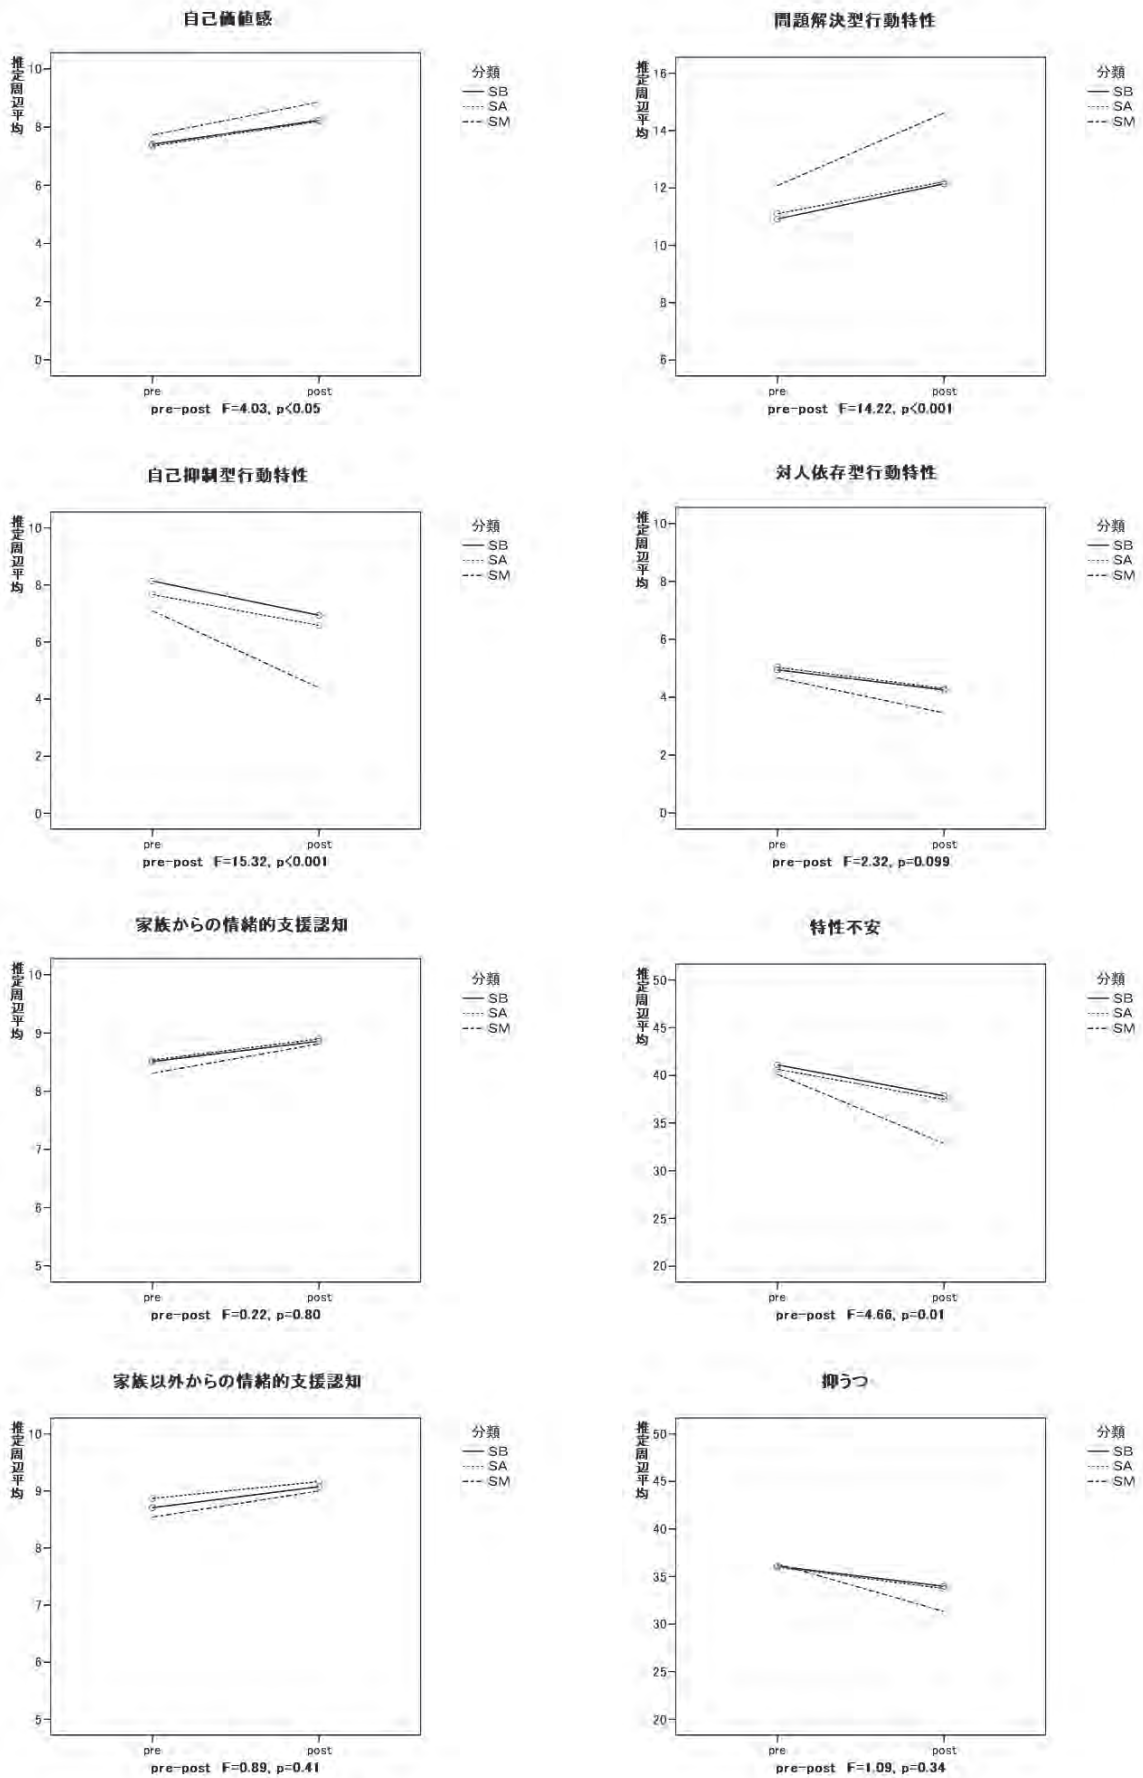 自己価値感
推定周辺平均
10
8
6
4
2
0
pre
post
pre-post F=4.03, p<0.05
分類
SB
SA
SM
問題解決型行動特性
推定周辺平均
16
14
12
10
8
6
pre
post
pre-post F=14.22, p<0.001
分類
SB
SA
SM
自己抑制型行動特性
推定周辺平均
10
8
6
4
2
0
pre
post
pre-post F=15.32, p<0.001
分類
SB
SA
SM
対人依存型行動特性
推定周辺平均
10
8
6
4
2
0
pre
post
pre-post F=2.32, p=0.099
分類
SB
SA
SM
家族からの情緒的支援認知
推定周辺平均
10
9
8
7
6
5
pre
post
pre-post F=0.22, p=0.80
分類
SB
SA
SM
特性不安
推定周辺平均
50
45
40
35
30
25
20
pre
post
pre-post F=4.66, p=0.01
分類
SB
SA
SM
家族以外からの情緒的支援認知
推定周辺平均
10
9
8
7
6
5
pre
post
pre-post F=0.89, p=0.41
分類
SB
SA
SM
抑うつ
推定周辺平均
50
45
40
35
30
25
20
pre
post
pre-post F=1.09, p=0.34
分類
SB
SA
SM